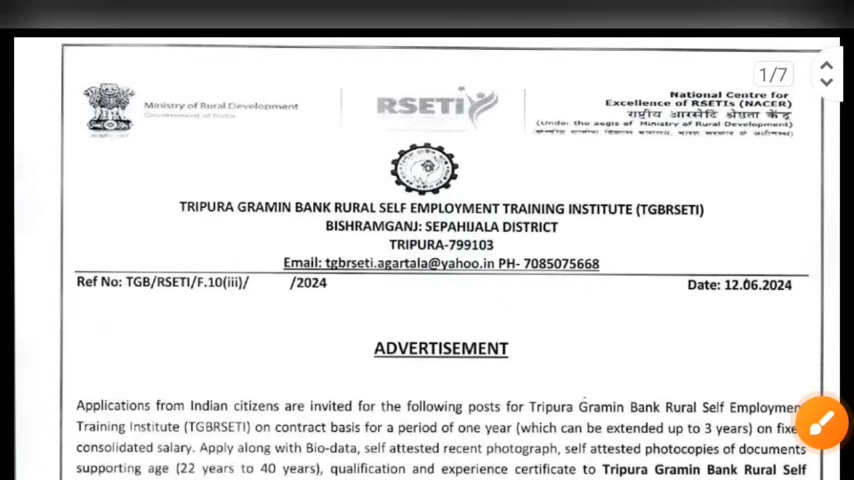 1/7
Ministry of Rural Development
Government of India
RSETI
National Centre for
Excellence of RSETIs (NACER)
राष्ट्रीय आरसेटि श्रेष्ठता केंद्र
(Under the aegis of Ministry of Rural Development)
TRIPURA GRAMIN BANK RURAL SELF EMPLOYMENT TRAINING INSTITUTE (TGBRSETI)
BISHRAMGANJ: SEPAHIJALA DISTRICT
TRIPURA-799103
Email: tgbrseti.agartala@yahoo.in PH- 7085075668
Ref No: TGB/RSETI/F.10(iii)/ /2024
Date: 12.06.2024
ADVERTISEMENT
Applications from Indian citizens are invited for the following posts for Tripura Gramin Bank Rural Self Employmen
Training Institute (TGBRSETI) on contract basis for a period of one year (which can be extended up to 3 years) on fixe
consolidated salary. Apply along with Bio-data, self attested recent photograph, self attested photocopies of documents
supporting age (22 years to 40 years), qualification and experience certificate to Tripura Gramin Bank Rural Self